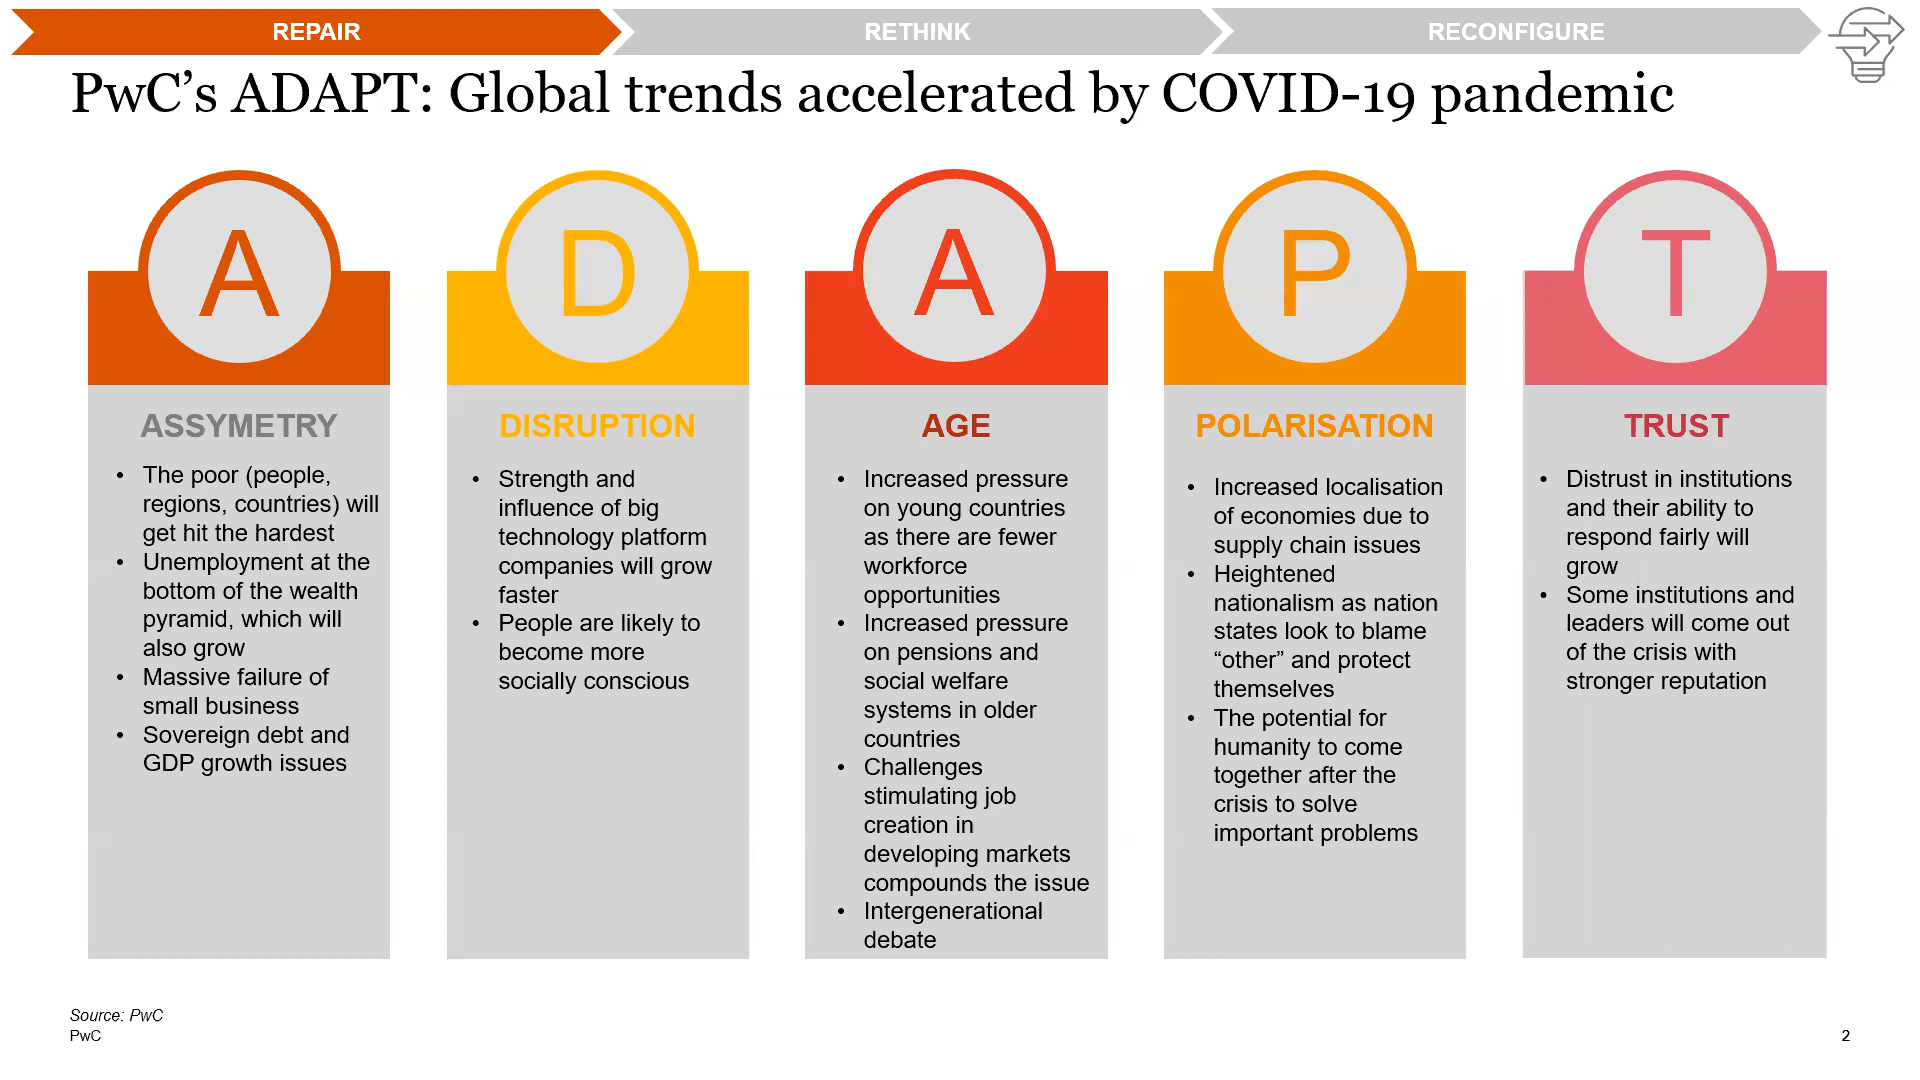 REPAIR
RETHINK
RECONFIGURE
PwC’s ADAPT: Global trends accelerated by COVID-19 pandemic
A
ASSYMETRY
• The poor (people,
regions, countries) will
get hit the hardest
• Unemployment at the
bottom of the wealth
pyramid, which will
also grow
• Massive failure of
small business
• Sovereign debt and
GDP growth issues
D
DISRUPTION
• Strength and
influence of big
technology platform
companies will grow
faster
• People are likely to
become more
socially conscious
A
AGE
• Increased pressure
on young countries
as there are fewer
workforce
opportunities
• Increased pressure
on pensions and
social welfare
systems in older
countries
• Challenges
stimulating job
creation in
developing markets
compounds the issue
• Intergenerational
debate
P
POLARISATION
• Increased localisation
of economies due to
supply chain issues
• Heightened
nationalism as nation
states look to blame
“other” and protect
themselves
• The potential for
humanity to come
together after the
crisis to solve
important problems
T
TRUST
• Distrust in institutions
and their ability to
respond fairly will
grow
• Some institutions and
leaders will come out
of the crisis with
stronger reputation
Source: PwC
PwC
2